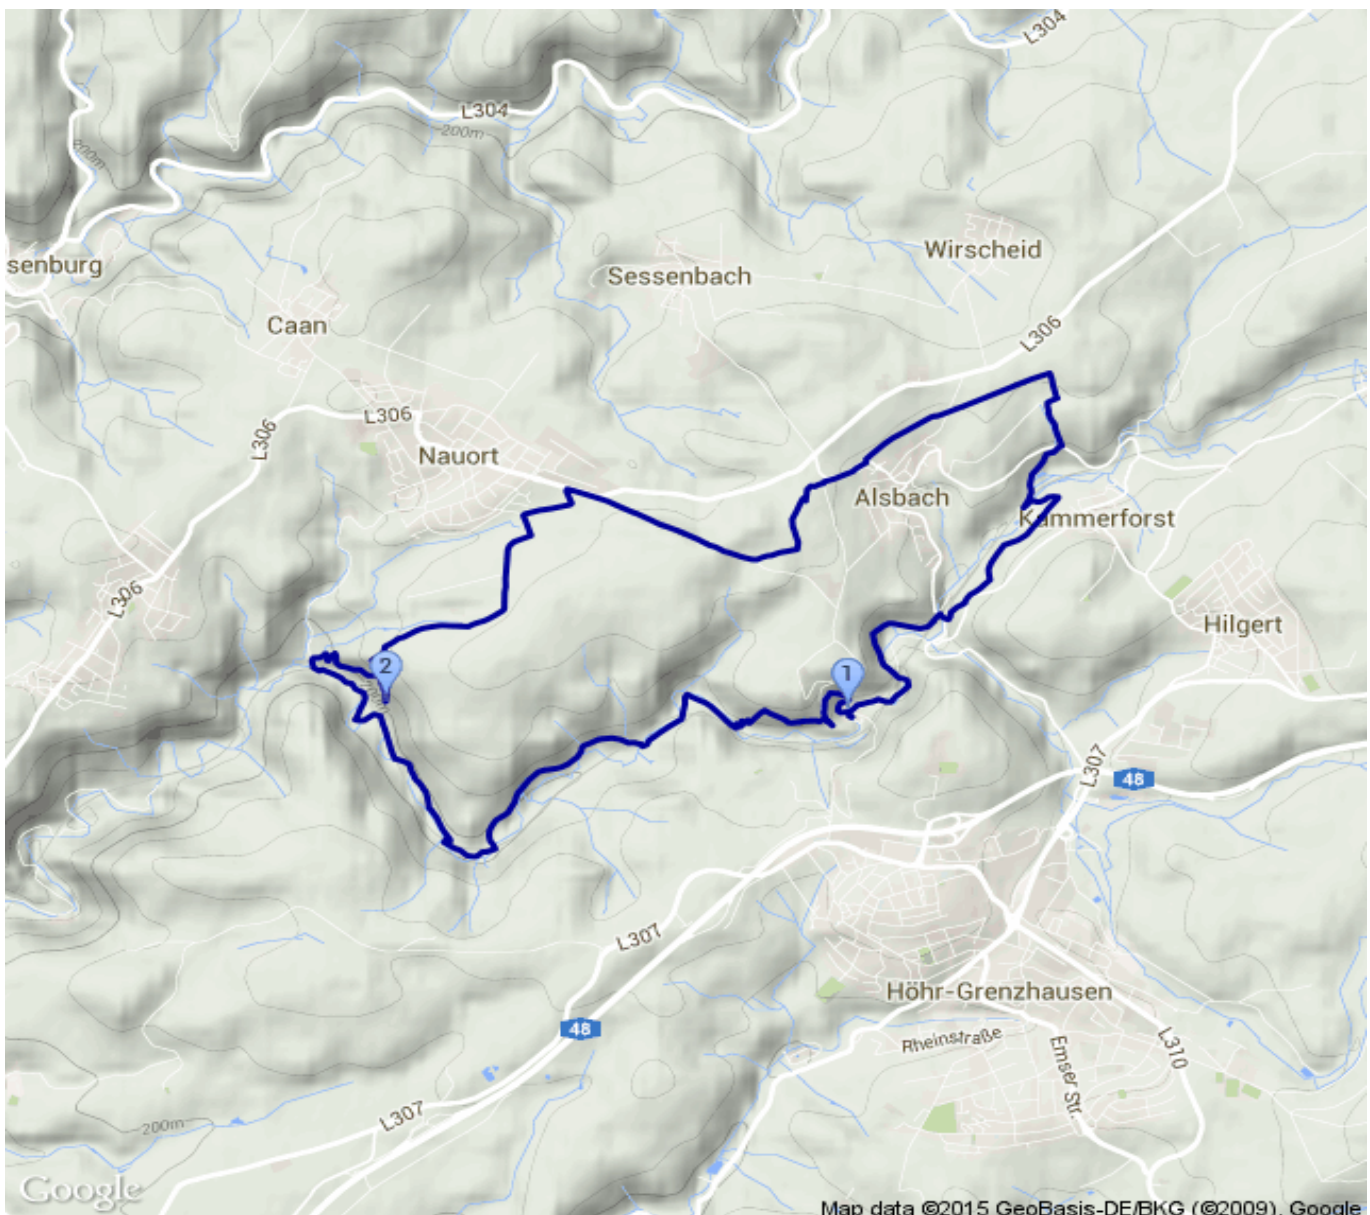 L304
L304
200m
200m
senburg
Wirscheid
Sessenbach
Caan
L306
L306
L306
Nauort
Alsbach
Kammerforst
L306
Hilgert
2
1
L307
48
L307
Höhr-Grenzhausen
48
Rheinstraße
Emser Str.
L310
L307
200m
Google
Map data ©2015 GeoBasis-DE/BKG (©2009), Google